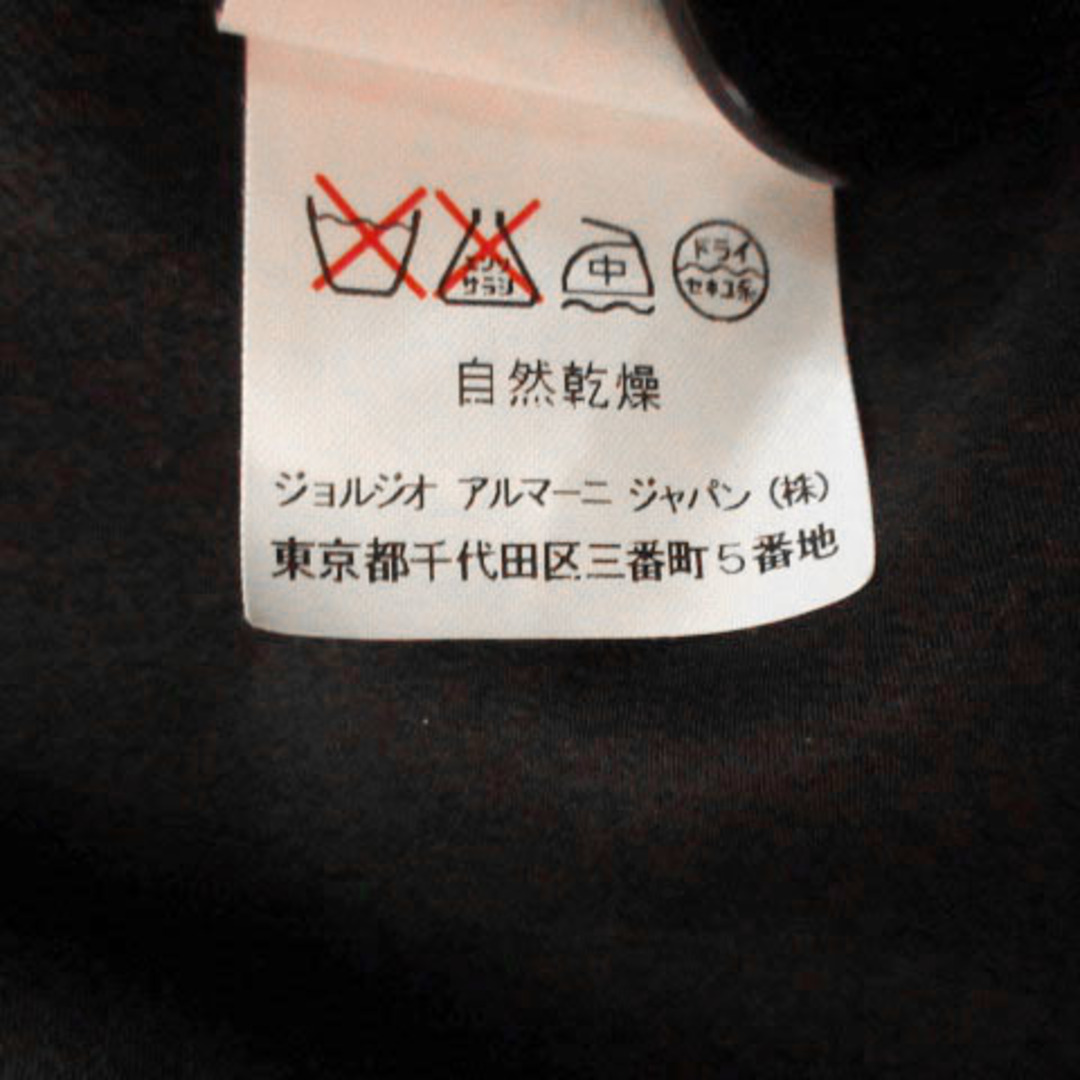 エンソ
サラシ
中
ドライ
セキユ系
自然乾燥
ジョルジオ アルマーニ ジャパン (株)
東京都千代田区三番町5番地